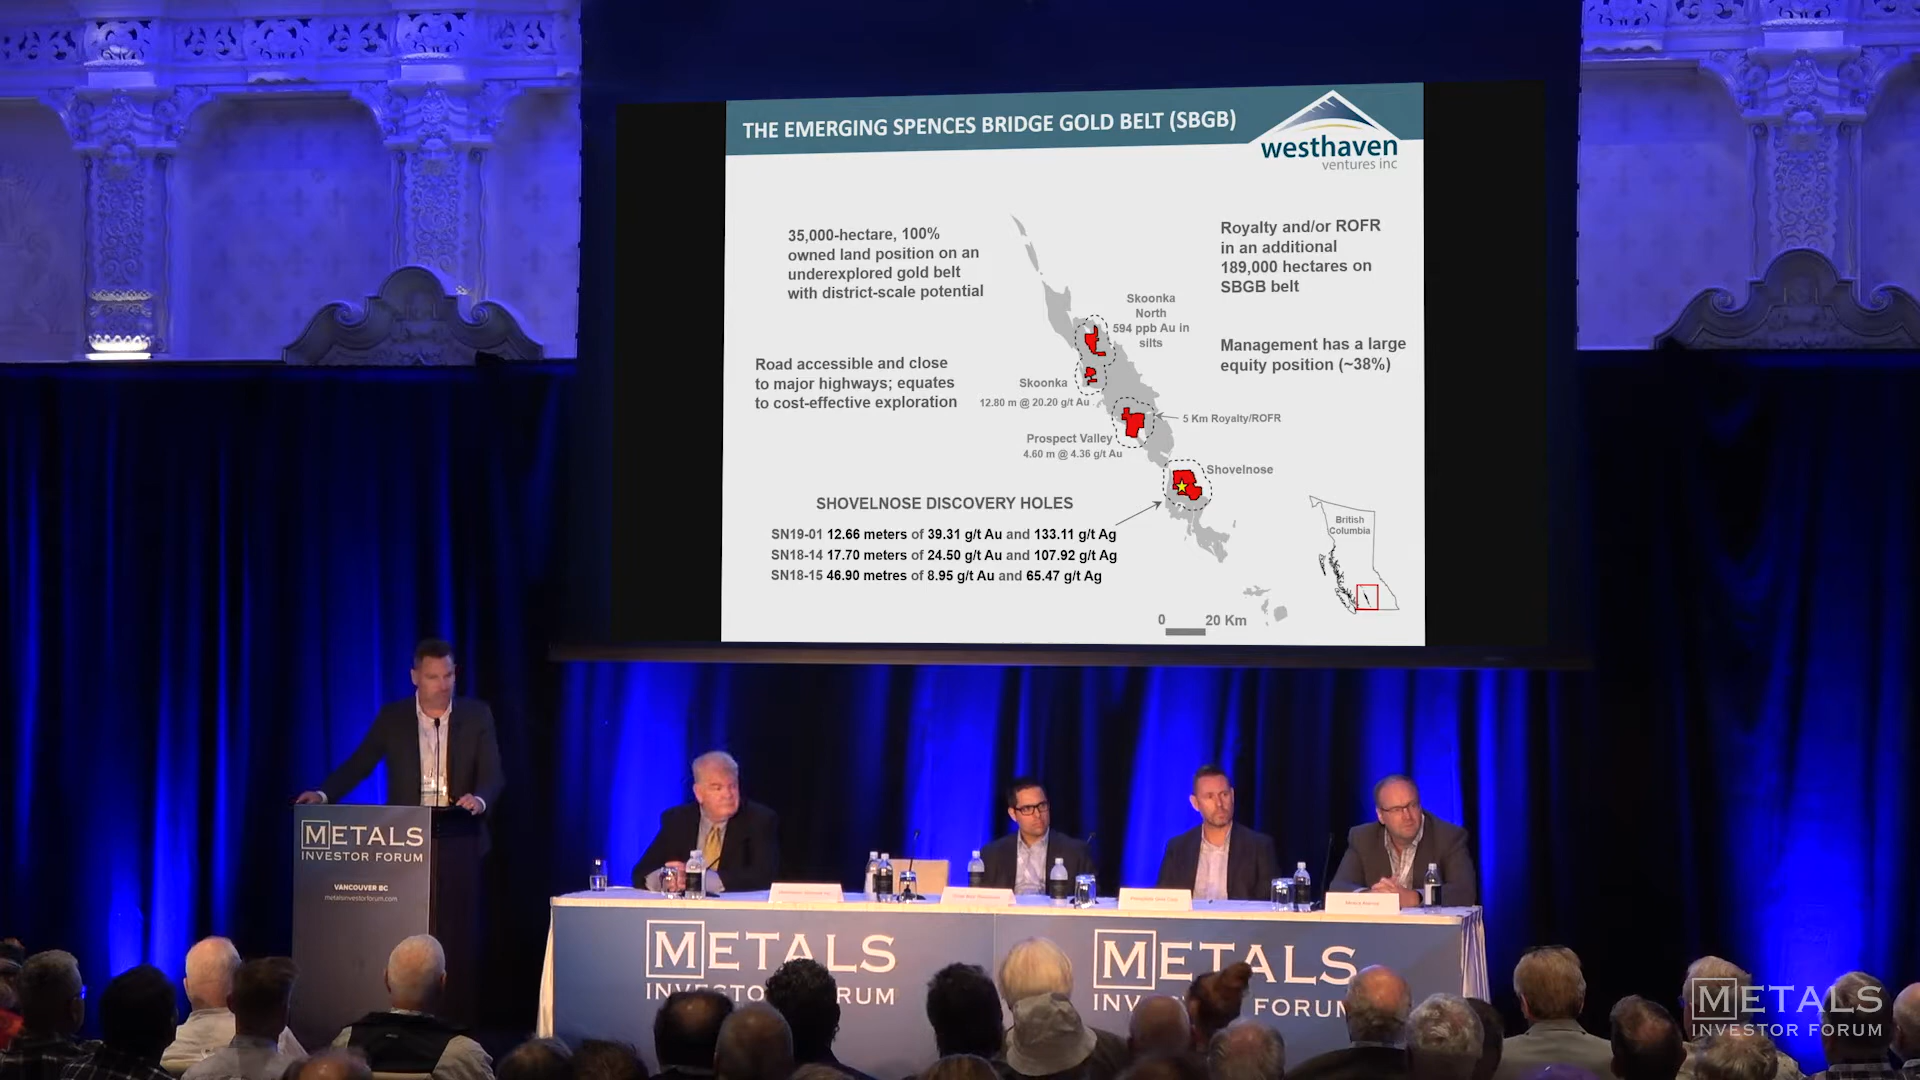 THE EMERGING SPENCES BRIDGE GOLD BELT (SBGB)
westhaven
ventures inc
35,000-hectare, 100%
owned land position on an
underexplored gold belt
with district-scale potential
Royalty and/or ROFR
in an additional
189,000 hectares on
SBGB belt
Skoonka
North
594 ppb Au in
silts
Management has a large
equity position (~38%)
Road accessible and close
to major highways; equates
to cost-effective exploration
Skoonka
12.80 m @ 20.20 g/t Au
5 Km Royalty/ROFR
Prospect Valley
4.60 m @ 4.36 g/t Au
Shovelnose
SHOVELNOSE DISCOVERY HOLES
SN19-01 12.66 meters of 39.31 g/t Au and 133.11 g/t Ag
SN18-14 17.70 meters of 24.50 g/t Au and 107.92 g/t Ag
SN18-15 46.90 metres of 8.95 g/t Au and 65.47 g/t Ag
British
Columbia
0 20 Km
METALS
INVESTOR FORUM
VANCOUVER BC
metalsinvestorforum.com
METALS
FORUM
METALS
FORUM
METALS
INVESTOR FORUM